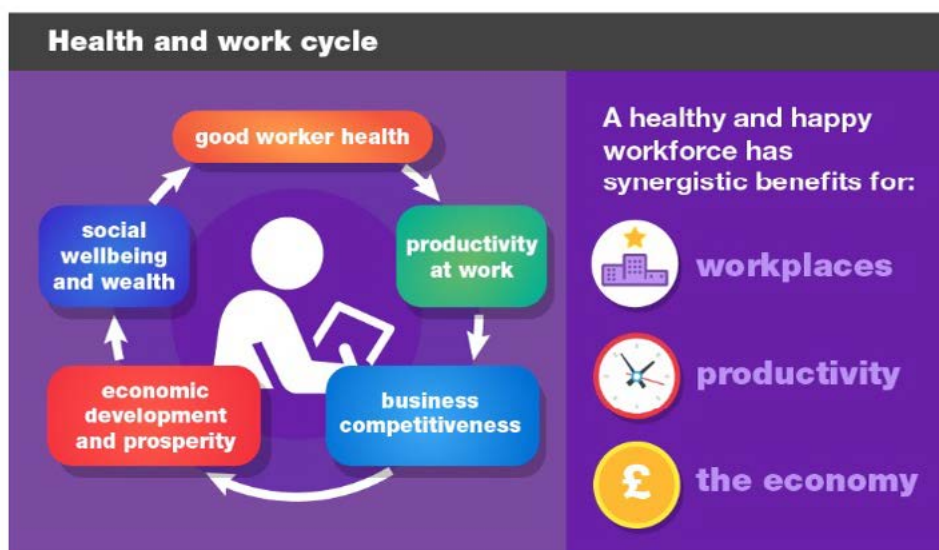 Health and work cycle
good worker health
productivity
at work
business
competitiveness
economic
development
and prosperity
social
wellbeing
and wealth
A healthy and happy
workforce has
synergistic benefits for:
workplaces
productivity
£
the economy